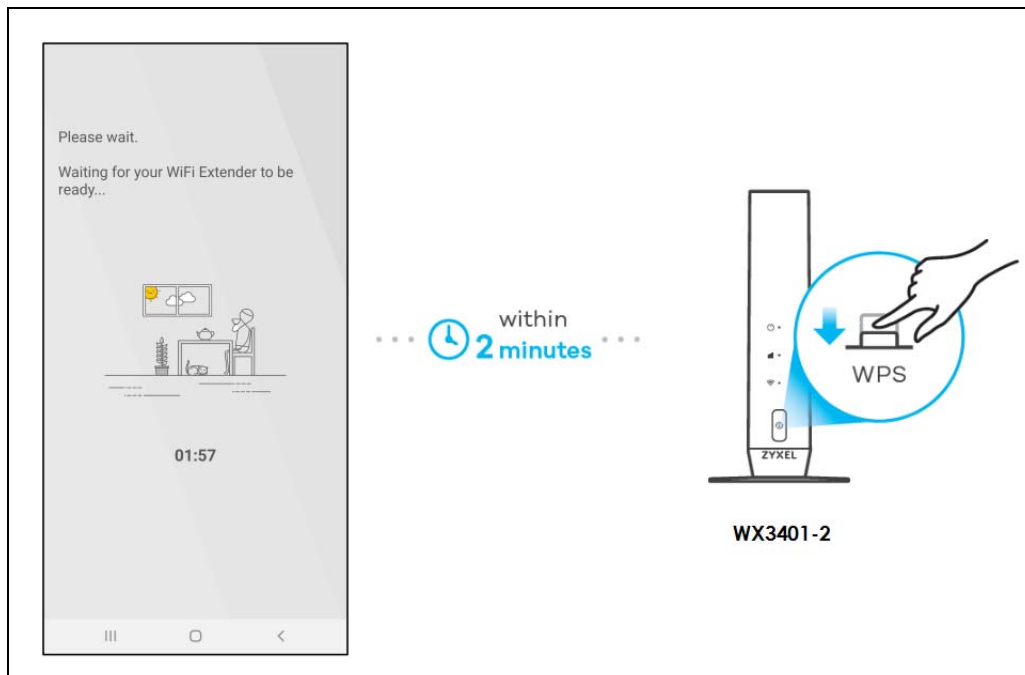 Please wait.
Waiting for your WiFi Extender to be
ready...
01:57
within
2 minutes
WPS
ZYXEL
WX3401-2